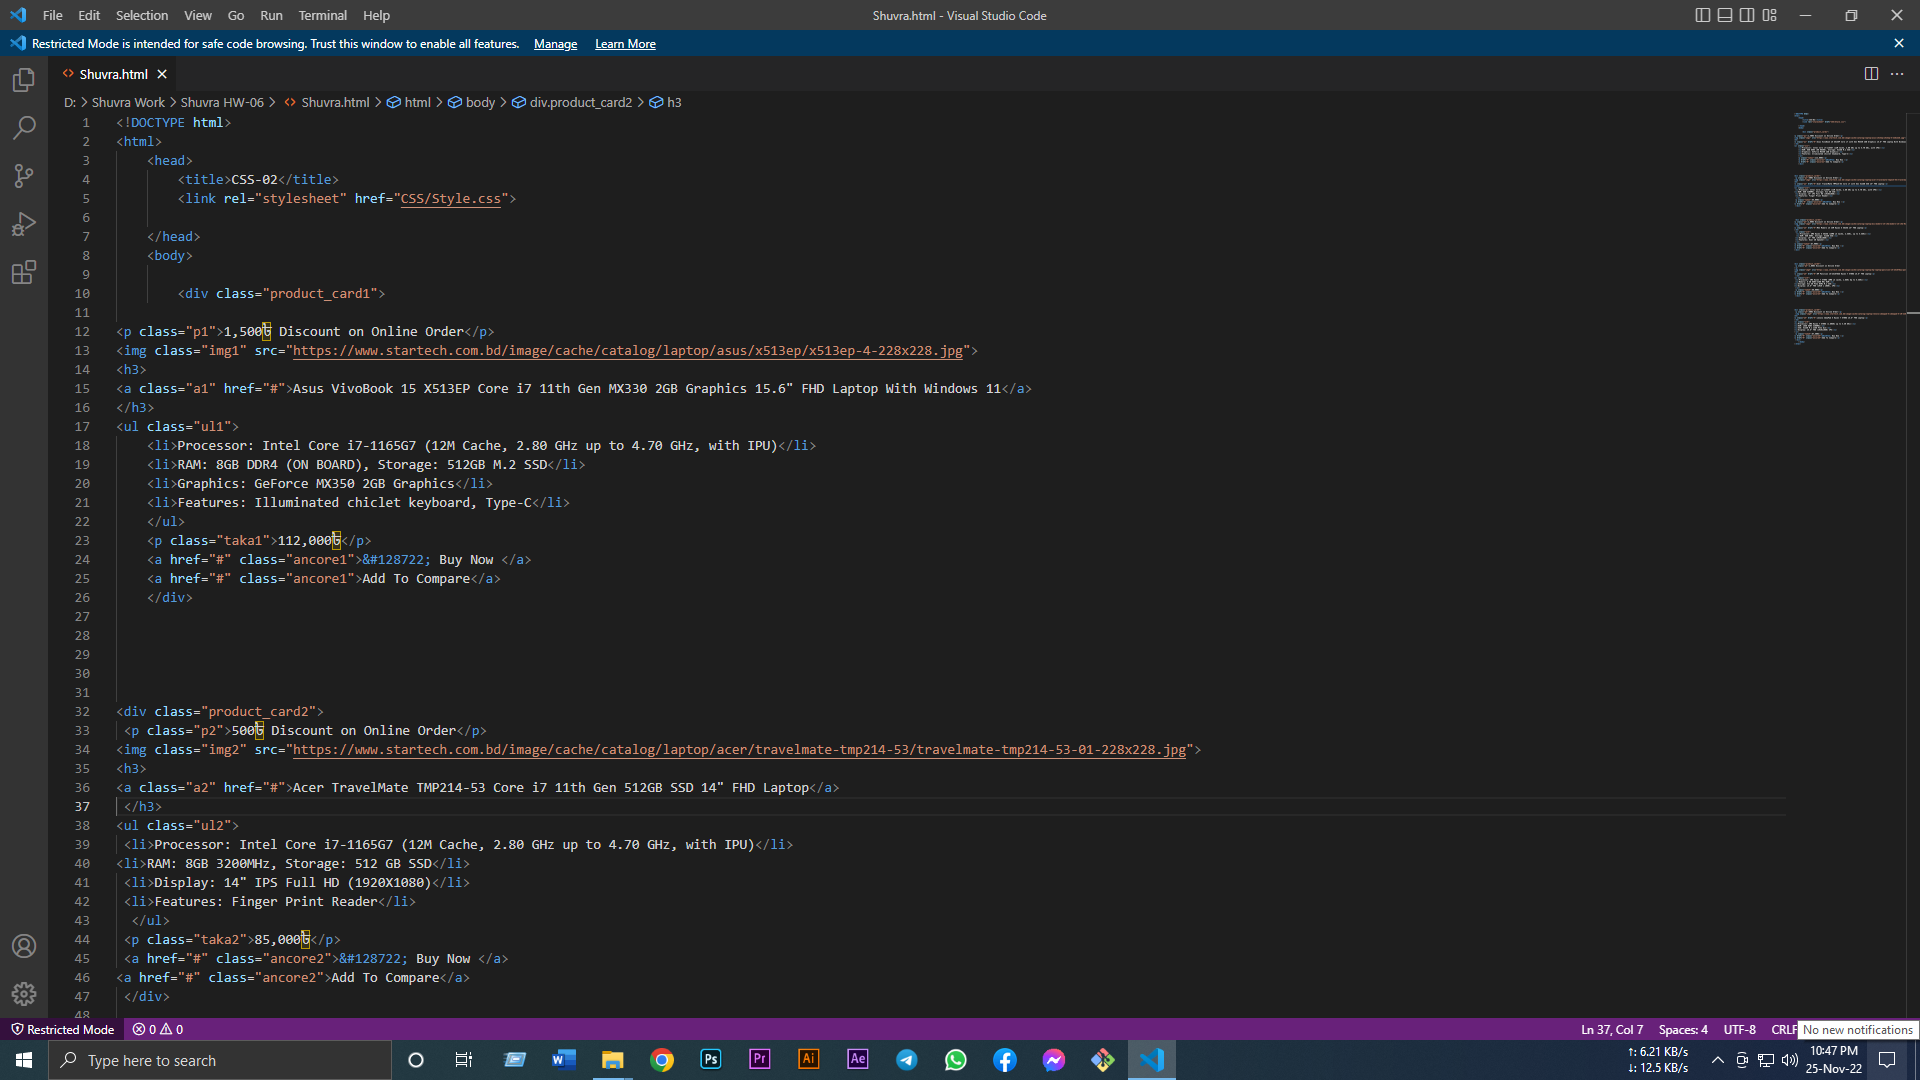 File Edit Selection View Go Run Terminal Help
Shuvra.html - Visual Studio Code
Restricted Mode is intended for safe code browsing. Trust this window to enable all features. Manage Learn More
Shuvra.html
D: > Shuvra Work > Shuvra HW-06 > Shuvra.html > html > body > div.product_card2 > h3
1 <!DOCTYPE html>
2 <html>
3 <head>
4 <title>CSS-02</title>
5 <link rel="stylesheet" href="CSS/Style.css">
6
7 </head>
8 <body>
9
10 <div class="product_card1">
11
12 <p class="p1">1,500৳ Discount on Online Order</p>
13 <img class="img1" src="https://www.startech.com.bd/image/cache/catalog/laptop/asus/x513ep/x513ep-4-228x228.jpg">
14 <h3>
15 <a class="a1" href="#">Asus VivoBook 15 X513EP Core i7 11th Gen MX330 2GB Graphics 15.6" FHD Laptop With Windows 11</a>
16 </h3>
17 <ul class="ul1">
18 <li>Processor: Intel Core i7-1165G7 (12M Cache, 2.80 GHz up to 4.70 GHz, with IPU)</li>
19 <li>RAM: 8GB DDR4 (ON BOARD), Storage: 512GB M.2 SSD</li>
20 <li>Graphics: GeForce MX350 2GB Graphics</li>
21 <li>Features: Illuminated chiclet keyboard, Type-C</li>
22 </ul>
23 <p class="taka1">112,000৳</p>
24 <a href="#" class="ancore1">&#128722; Buy Now </a>
25 <a href="#" class="ancore1">Add To Compare</a>
26 </div>
27
28
29
30
31
32 <div class="product_card2">
33 <p class="p2">500৳ Discount on Online Order</p>
34 <img class="img2" src="https://www.startech.com.bd/image/cache/catalog/laptop/acer/travelmate-tmp214-53/travelmate-tmp214-53-01-228x228.jpg">
35 <h3>
36 <a class="a2" href="#">Acer TravelMate TMP214-53 Core i7 11th Gen 512GB SSD 14" FHD Laptop</a>
37 </h3>
38 <ul class="ul2">
39 <li>Processor: Intel Core i7-1165G7 (12M Cache, 2.80 GHz up to 4.70 GHz, with IPU)</li>
40 <li>RAM: 8GB 3200MHz, Storage: 512 GB SSD</li>
41 <li>Display: 14" IPS Full HD (1920X1080)</li>
42 <li>Features: Finger Print Reader</li>
43 </ul>
44 <p class="taka2">85,000৳</p>
45 <a href="#" class="ancore2">&#128722; Buy Now </a>
46 <a href="#" class="ancore2">Add To Compare</a>
47 </div>
48
Restricted Mode 0 0 Ln 37, Col 7 Spaces: 4 UTF-8 CRLF No new notifications
Type here to search
Ps Pr Ai Ae
↑: 6.21 KB/s
↓: 12.5 KB/s
10:47 PM
25-Nov-22